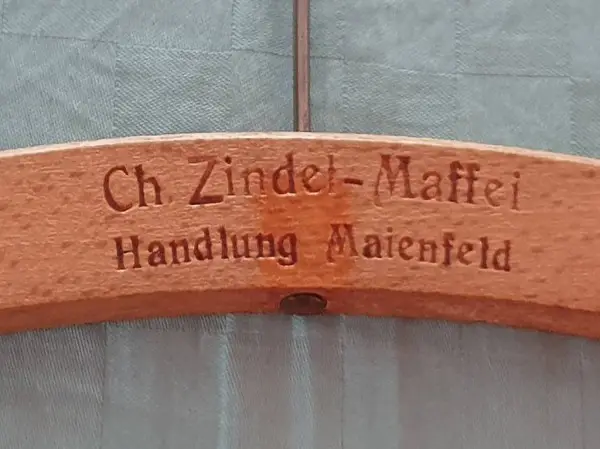 Ch. Zindel-Maffei
Handlung Maienfeld